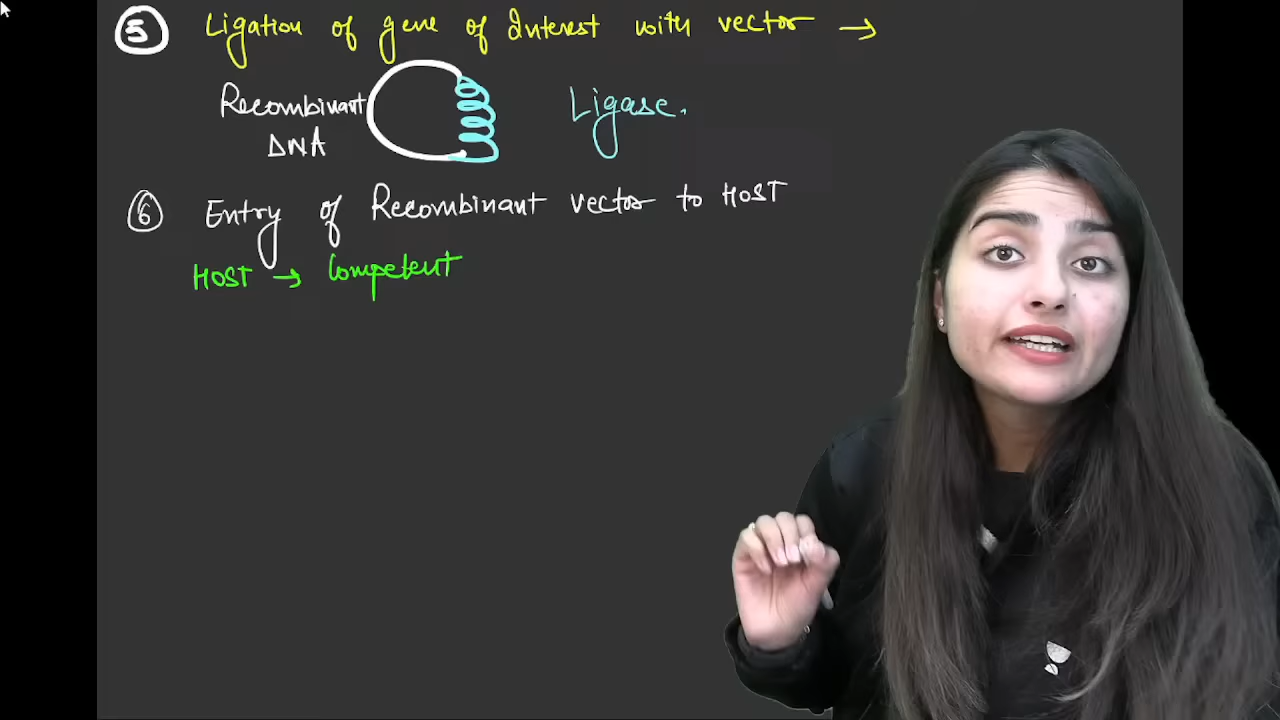 5 Ligation of gene of Interest with vector →
Recombinant
DNA
Ligase.
6 Entry of Recombinant vector to HOST
HOST → Competent